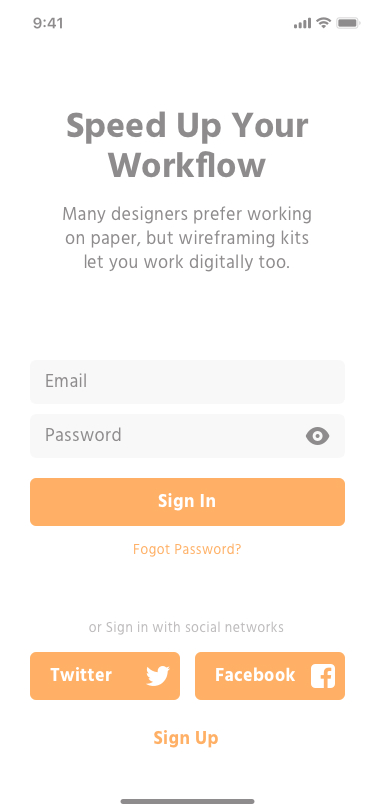 9:41
Speed Up Your
Workflow
Many designers prefer working
on paper, but wireframing kits
let you work digitally too.
Email
Password
Sign In
Fogot Password?
or Sign in with social networks
Twitter
Facebook
Sign Up